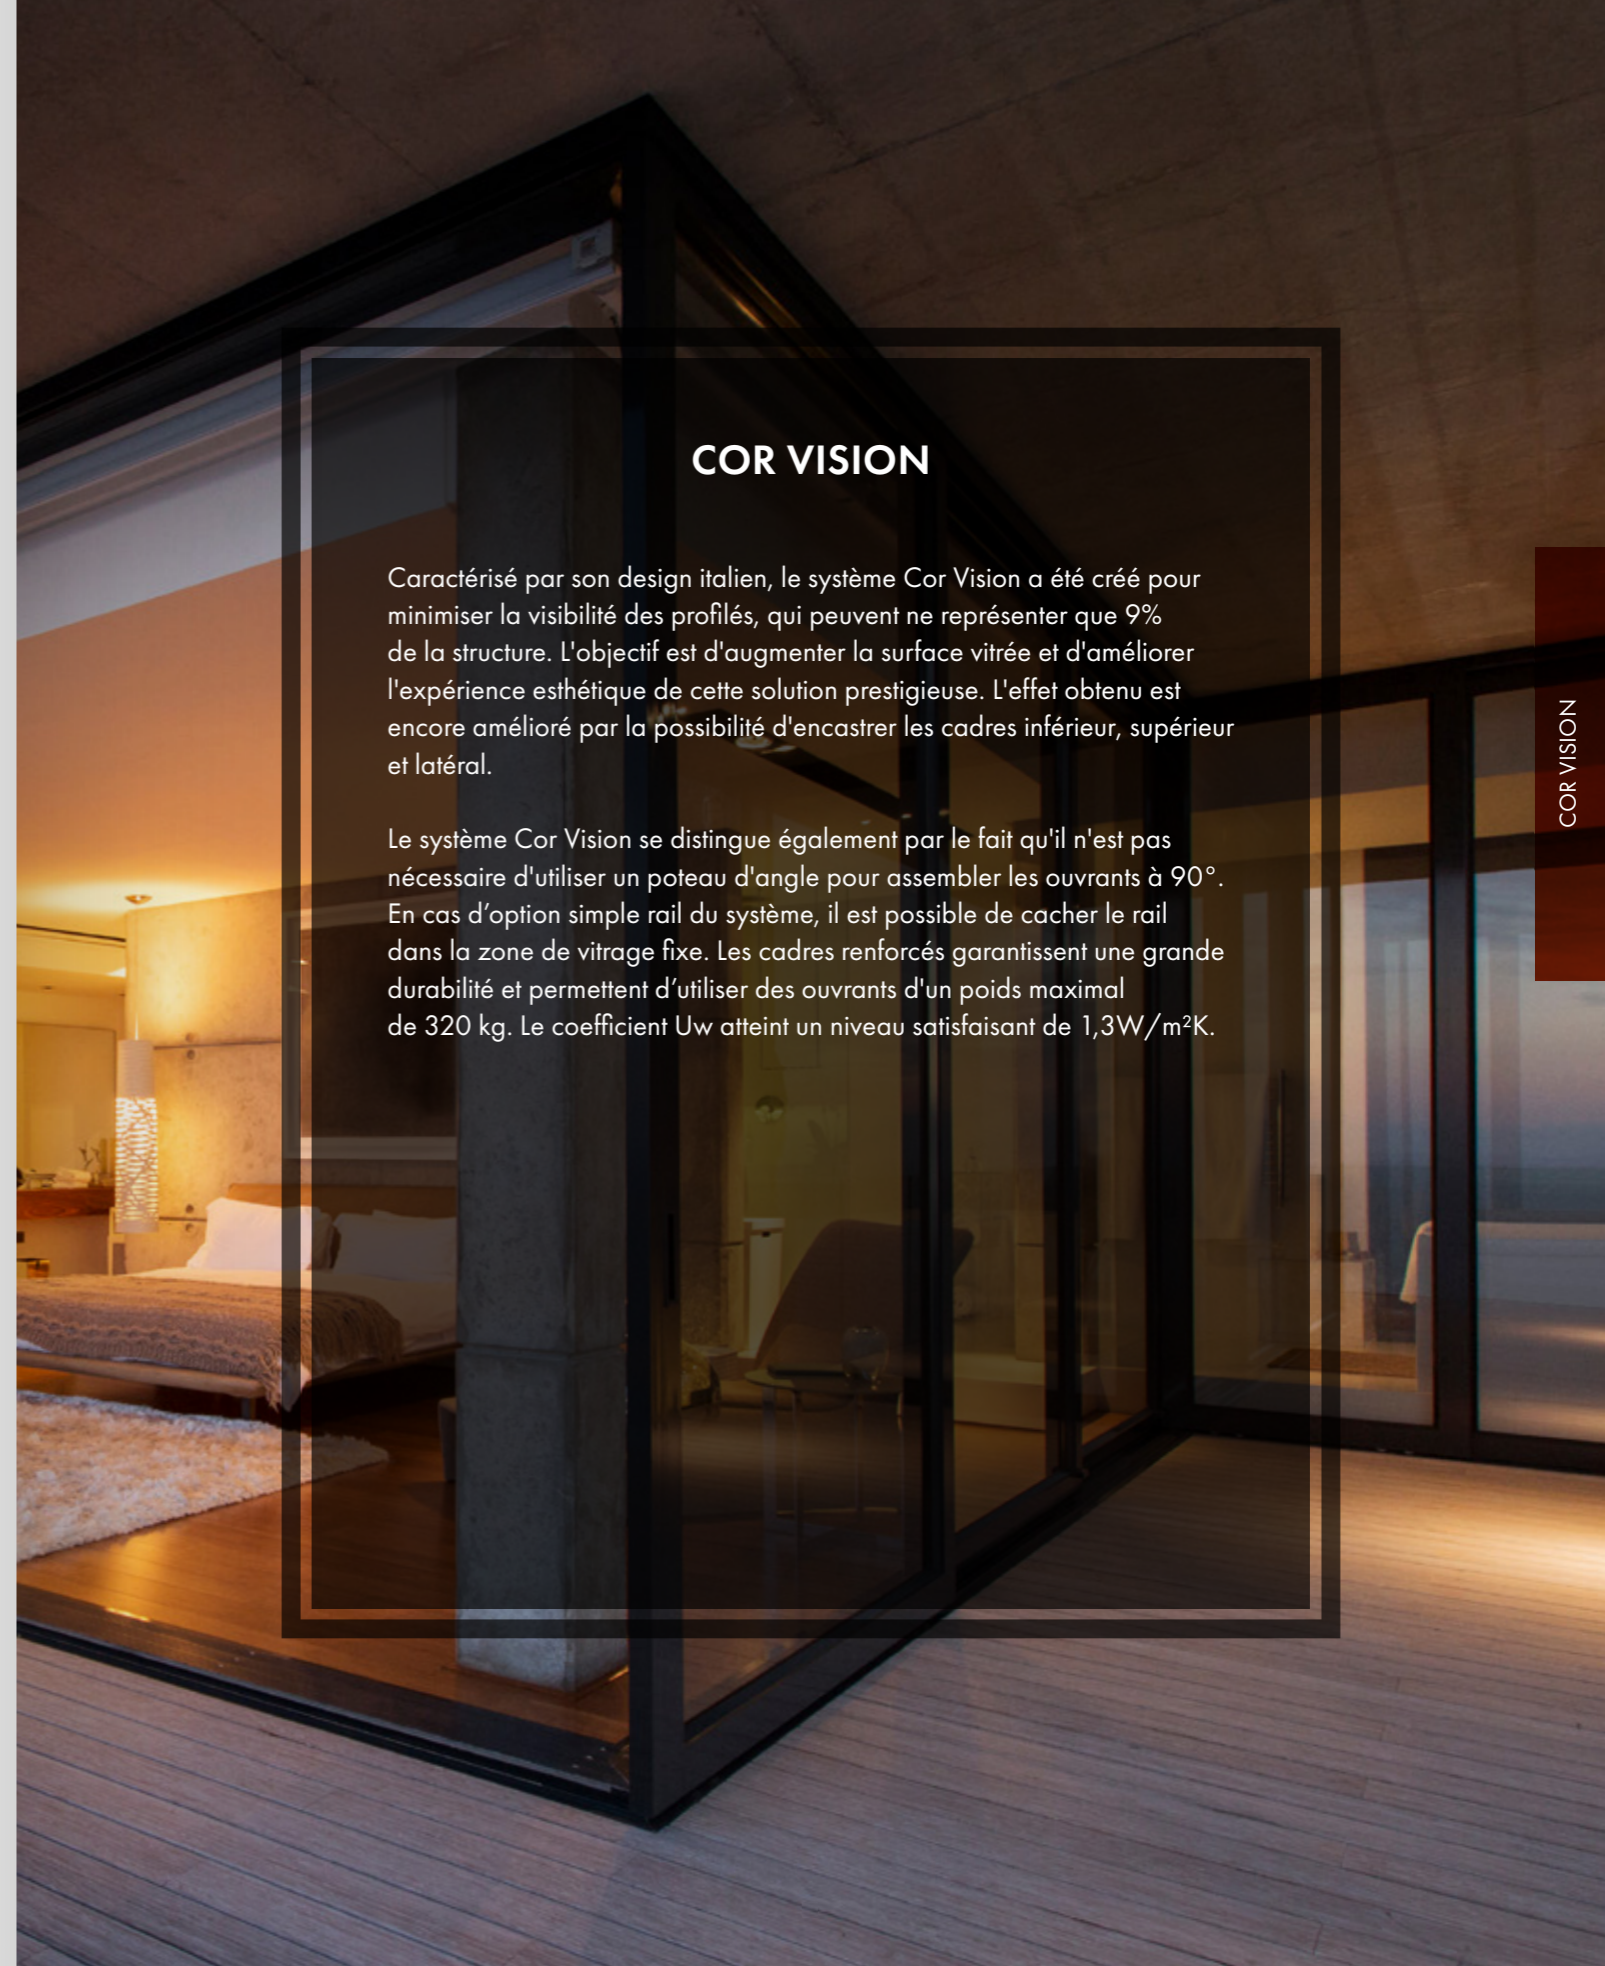 COR VISION
Caractérisé par son design italien, le système Cor Vision a été créé pour
minimiser la visibilité des profilés, qui peuvent ne représenter que 9%
de la structure. L'objectif est d'augmenter la surface vitrée et d'améliorer
l'expérience esthétique de cette solution prestigieuse. L'effet obtenu est
encore amélioré par la possibilité d'encastrer les cadres inférieur, supérieur
et latéral.
Le système Cor Vision se distingue également par le fait qu'il n'est pas
nécessaire d'utiliser un poteau d'angle pour assembler les ouvrants à 90°.
En cas d’option simple rail du système, il est possible de cacher le rail
dans la zone de vitrage fixe. Les cadres renforcés garantissent une grande
durabilité et permettent d’utiliser des ouvrants d'un poids maximal
de 320 kg. Le coefficient Uw atteint un niveau satisfaisant de 1,3W/m²K.
COR VISION